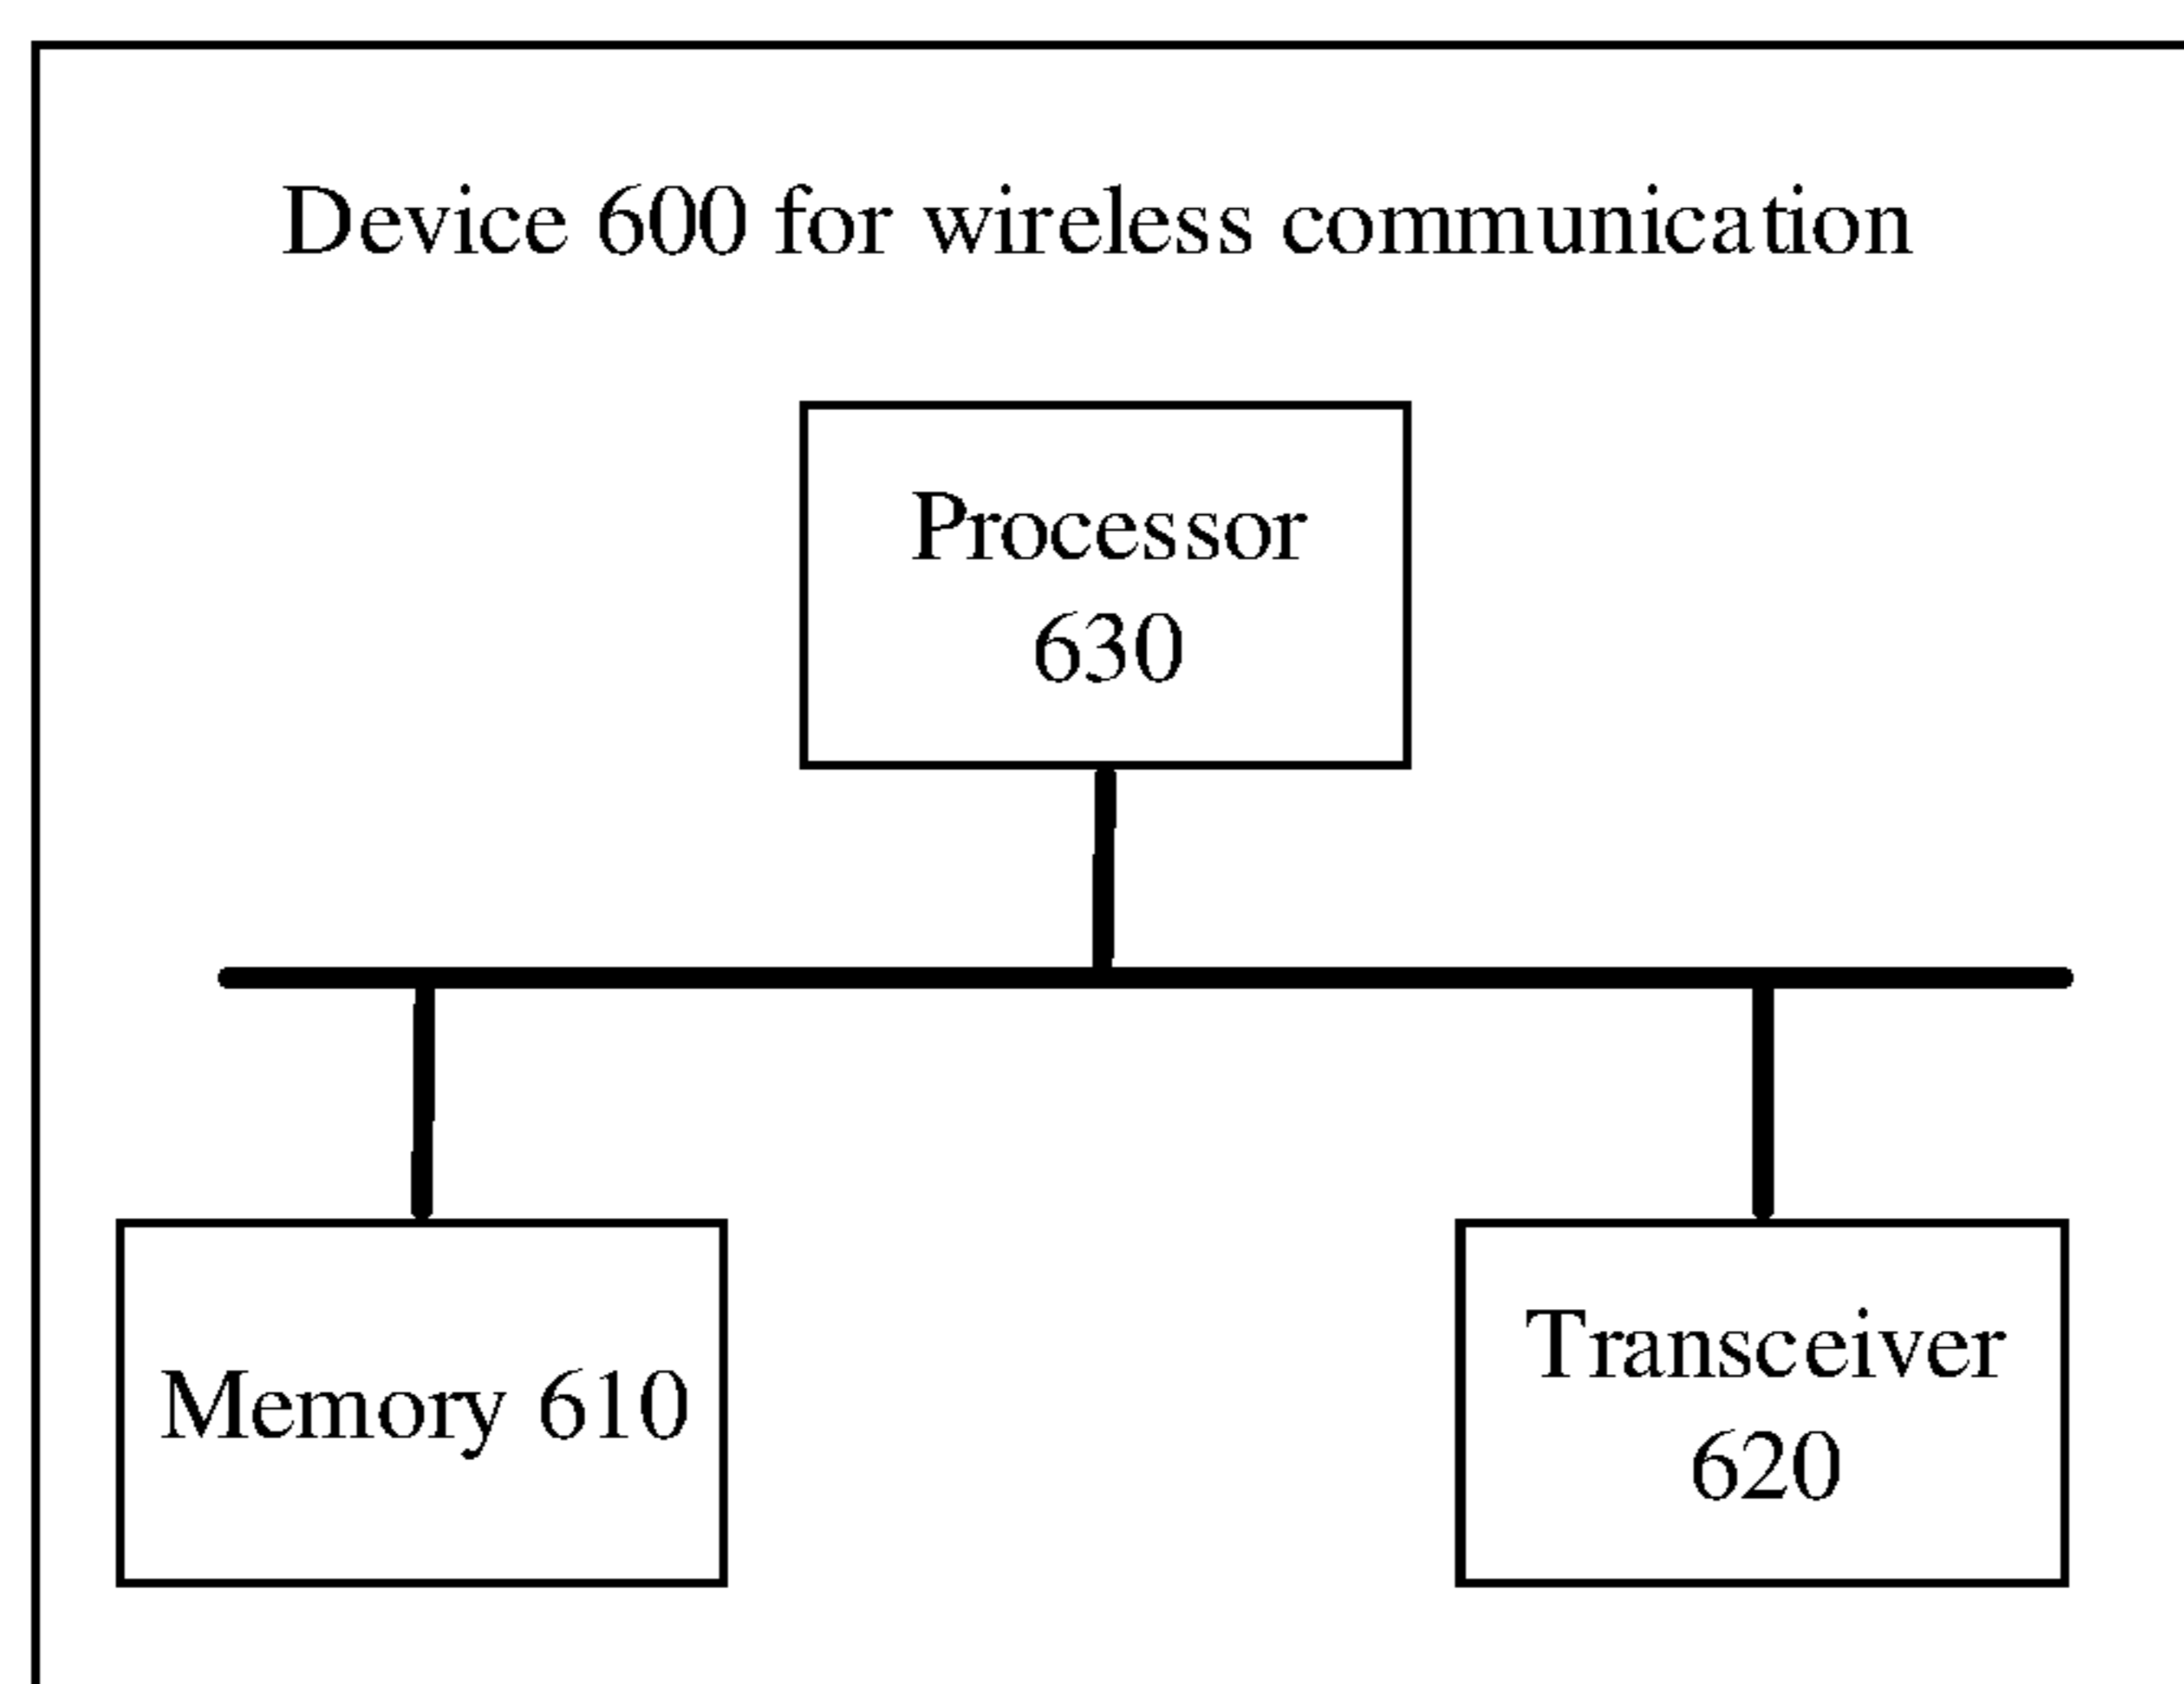 Device 600 for wireless communication
Processor
630
Memory 610
Transceiver
620